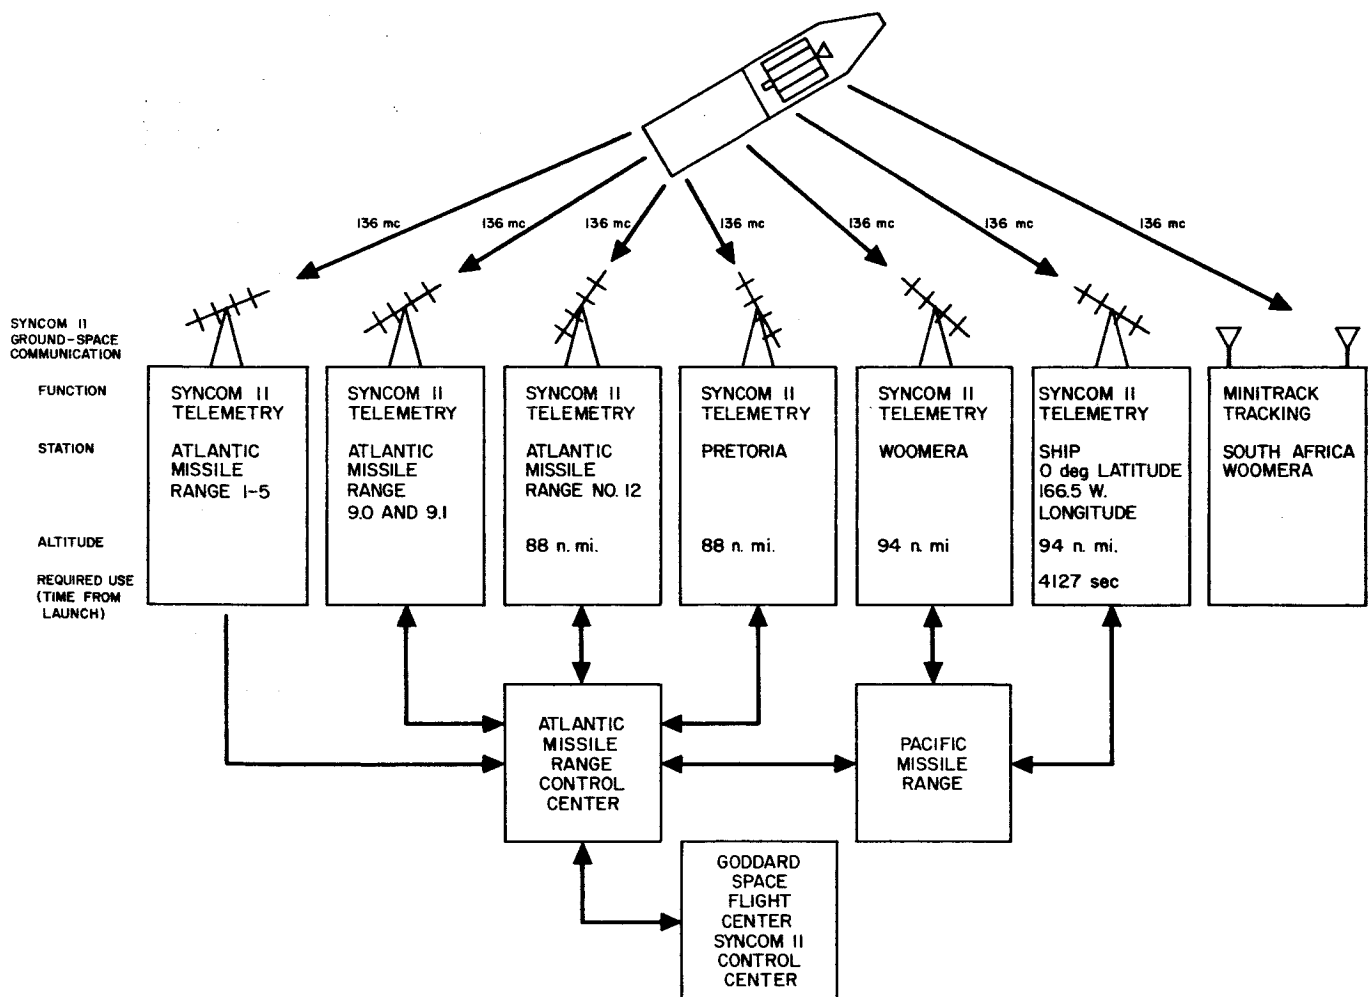 136 mc
136 mc
136 mc
136 mc
136 mc
136 mc
136 mc
SYNCOM II
GROUND-SPACE
COMMUNICATION
FUNCTION
STATION
ALTITUDE
REQUIRED USE
(TIME FROM
LAUNCH)
SYNCOM II
TELEMETRY
ATLANTIC
MISSILE
RANGE 1-5
SYNCOM II
TELEMETRY
ATLANTIC
MISSILE
RANGE
9.0 AND 9.1
SYNCOM II
TELEMETRY
ATLANTIC
MISSILE
RANGE NO. 12
88 n. mi.
SYNCOM II
TELEMETRY
PRETORIA
88 n. mi.
SYNCOM II
TELEMETRY
WOOMERA
94 n. mi
SYNCOM II
TELEMETRY
SHIP
0 deg LATITUDE
166.5 W.
LONGITUDE
94 n. mi.
4127 sec
MINITRACK
TRACKING
SOUTH AFRICA
WOOMERA
ATLANTIC
MISSILE
RANGE
CONTROL
CENTER
PACIFIC
MISSILE
RANGE
GODDARD
SPACE
FLIGHT
CENTER
SYNCOM II
CONTROL
CENTER